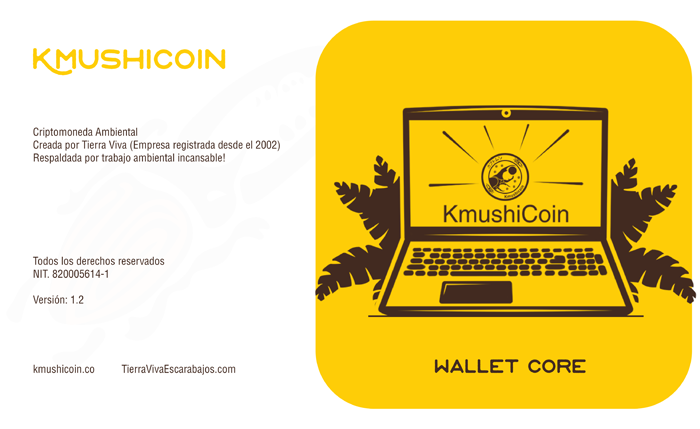 KMUSHICOIN
Criptomoneda Ambiental
Creada por Tierra Viva (Empresa registrada desde el 2002)
Respaldada por trabajo ambiental incansable!
Todos los derechos reservados
NIT. 820005614-1
Versión: 1.2
kmushicoin.co TierraVivaEscarabajos.com
KmushiCoin
WALLET CORE